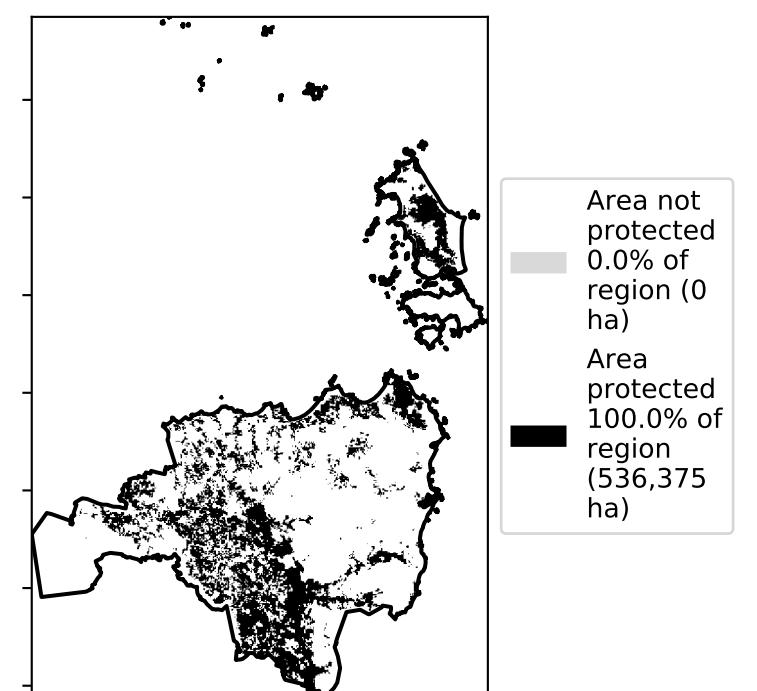 Area not
protected
0.0% of
region (0
ha)
Area
protected
100.0% of
region
(536,375
ha)